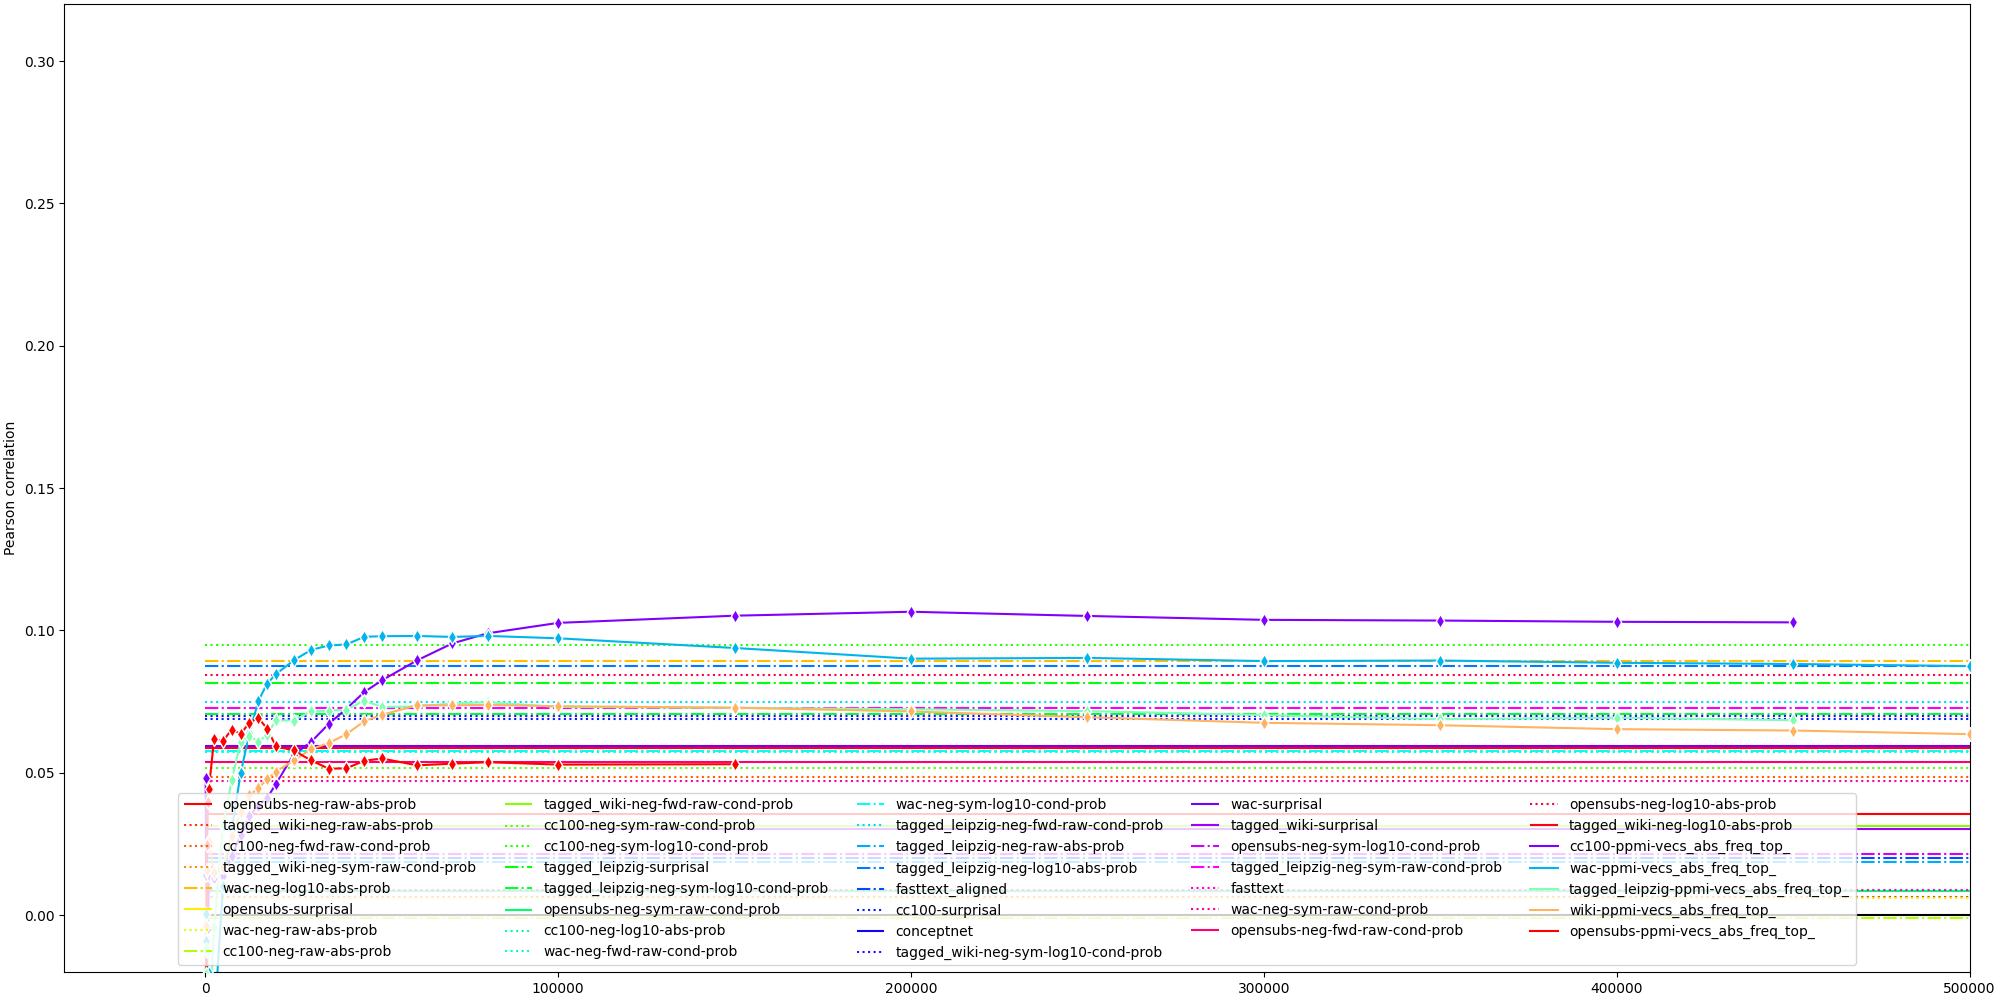 0.30
0.25
0.20
0.15
0.10
0.05
0.00
Pearson correlation
opensubs-neg-raw-abs-prob
tagged_wiki-neg-raw-abs-prob
cc100-neg-fwd-raw-cond-prob
tagged_wiki-neg-sym-raw-cond-prob
wac-neg-log10-abs-prob
opensubs-surprisal
wac-neg-raw-abs-prob
cc100-neg-raw-abs-prob
tagged_wiki-neg-fwd-raw-cond-prob
cc100-neg-sym-raw-cond-prob
cc100-neg-sym-log10-cond-prob
tagged_leipzig-surprisal
tagged_leipzig-neg-sym-log10-cond-prob
opensubs-neg-sym-raw-cond-prob
cc100-neg-log10-abs-prob
wac-neg-fwd-raw-cond-prob
wac-neg-sym-log10-cond-prob
tagged_leipzig-neg-fwd-raw-cond-prob
tagged_leipzig-neg-raw-abs-prob
tagged_leipzig-neg-log10-abs-prob
fasttext_aligned
cc100-surprisal
conceptnet
tagged_wiki-neg-sym-log10-cond-prob
wac-surprisal
tagged_wiki-surprisal
opensubs-neg-sym-log10-cond-prob
tagged_leipzig-neg-sym-raw-cond-prob
fasttext
wac-neg-sym-raw-cond-prob
opensubs-neg-fwd-raw-cond-prob
opensubs-neg-log10-abs-prob
tagged_wiki-neg-log10-abs-prob
cc100-ppmi-vecs_abs_freq_top_
wac-ppmi-vecs_abs_freq_top_
tagged_leipzig-ppmi-vecs_abs_freq_top_
wiki-ppmi-vecs_abs_freq_top_
opensubs-ppmi-vecs_abs_freq_top_
0 100000 200000 300000 400000 500000